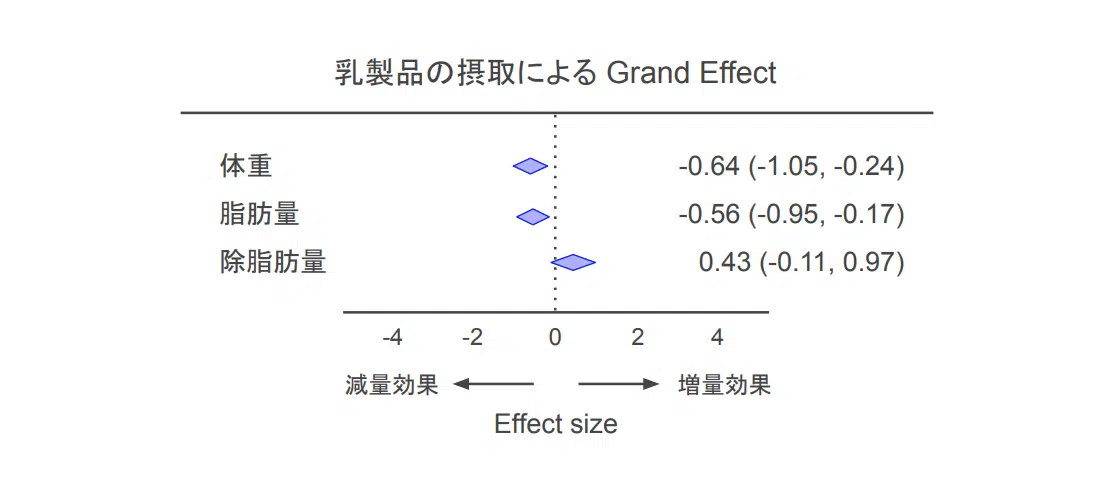 乳製品の摂取による Grand Effect
体重 -0.64 (-1.05, -0.24)
脂肪量 -0.56 (-0.95, -0.17)
除脂肪量 0.43 (-0.11, 0.97)
-4 -2 0 2 4
減量効果 増量効果
Effect size